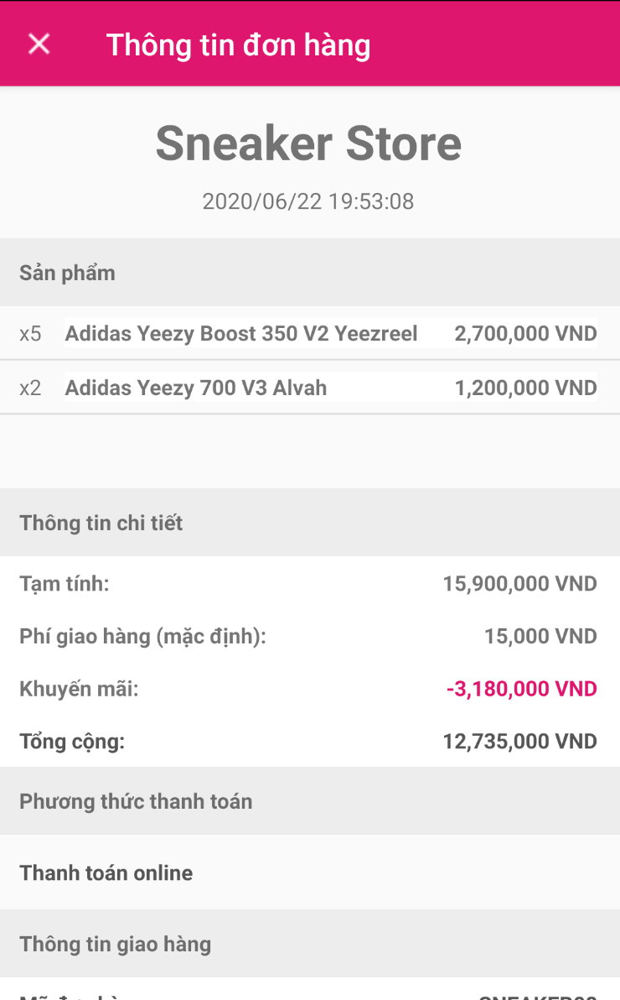 Thông tin đơn hàng
Sneaker Store
2020/06/22 19:53:08
Sản phẩm
x5 Adidas Yeezy Boost 350 V2 Yeezreel 2,700,000 VND
x2 Adidas Yeezy 700 V3 Alvah 1,200,000 VND
Thông tin chi tiết
Tạm tính: 15,900,000 VND
Phí giao hàng (mặc định): 15,000 VND
Khuyến mãi: -3,180,000 VND
Tổng cộng: 12,735,000 VND
Phương thức thanh toán
Thanh toán online
Thông tin giao hàng